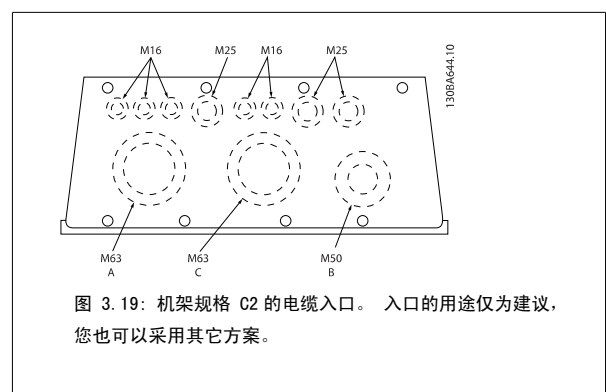 M16 M25 M16 M25
130BA644.10
M63 M63 M50
A C B
图 3.19: 机架规格 C2 的电缆入口。 入口的用途仅为建议，
您也可以采用其它方案。